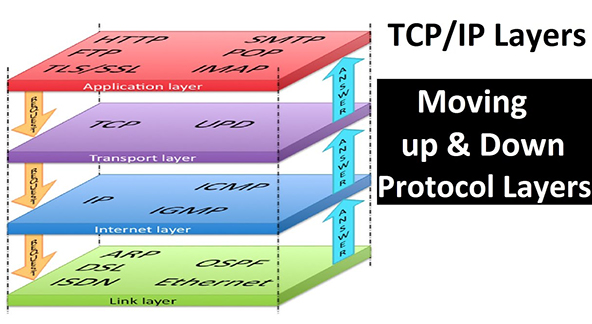 TCP/IP Layers
Moving
up & Down
Protocol Layers
HTTP SMTP
FTP POP
TLS/SSL IMAP
Application layer
REQUEST
ANSWER
TCP UPD
Transport layer
REQUEST
ANSWER
ICMP
IP
IGMP
Internet layer
REQUEST
ANSWER
ARP
DSL OSPF
ISDN Ethernet
Link layer